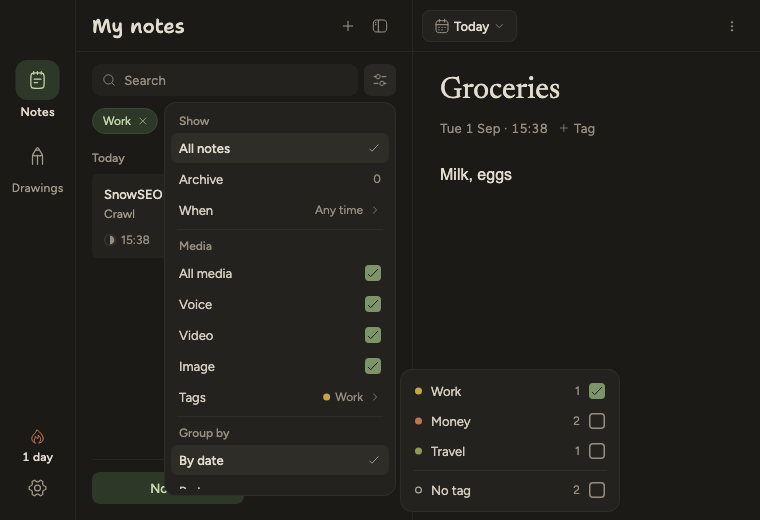 My notes
Today
Notes
Drawings
1 day
Search
Work
Today
SnowSEO
Crawl
15:38
Show
All notes
Archive 0
When Any time
Media
All media
Voice
Video
Image
Tags Work
Group by
By date
Work 1
Money 2
Travel 1
No tag 2
Groceries
Tue 1 Sep · 15:38 + Tag
Milk, eggs